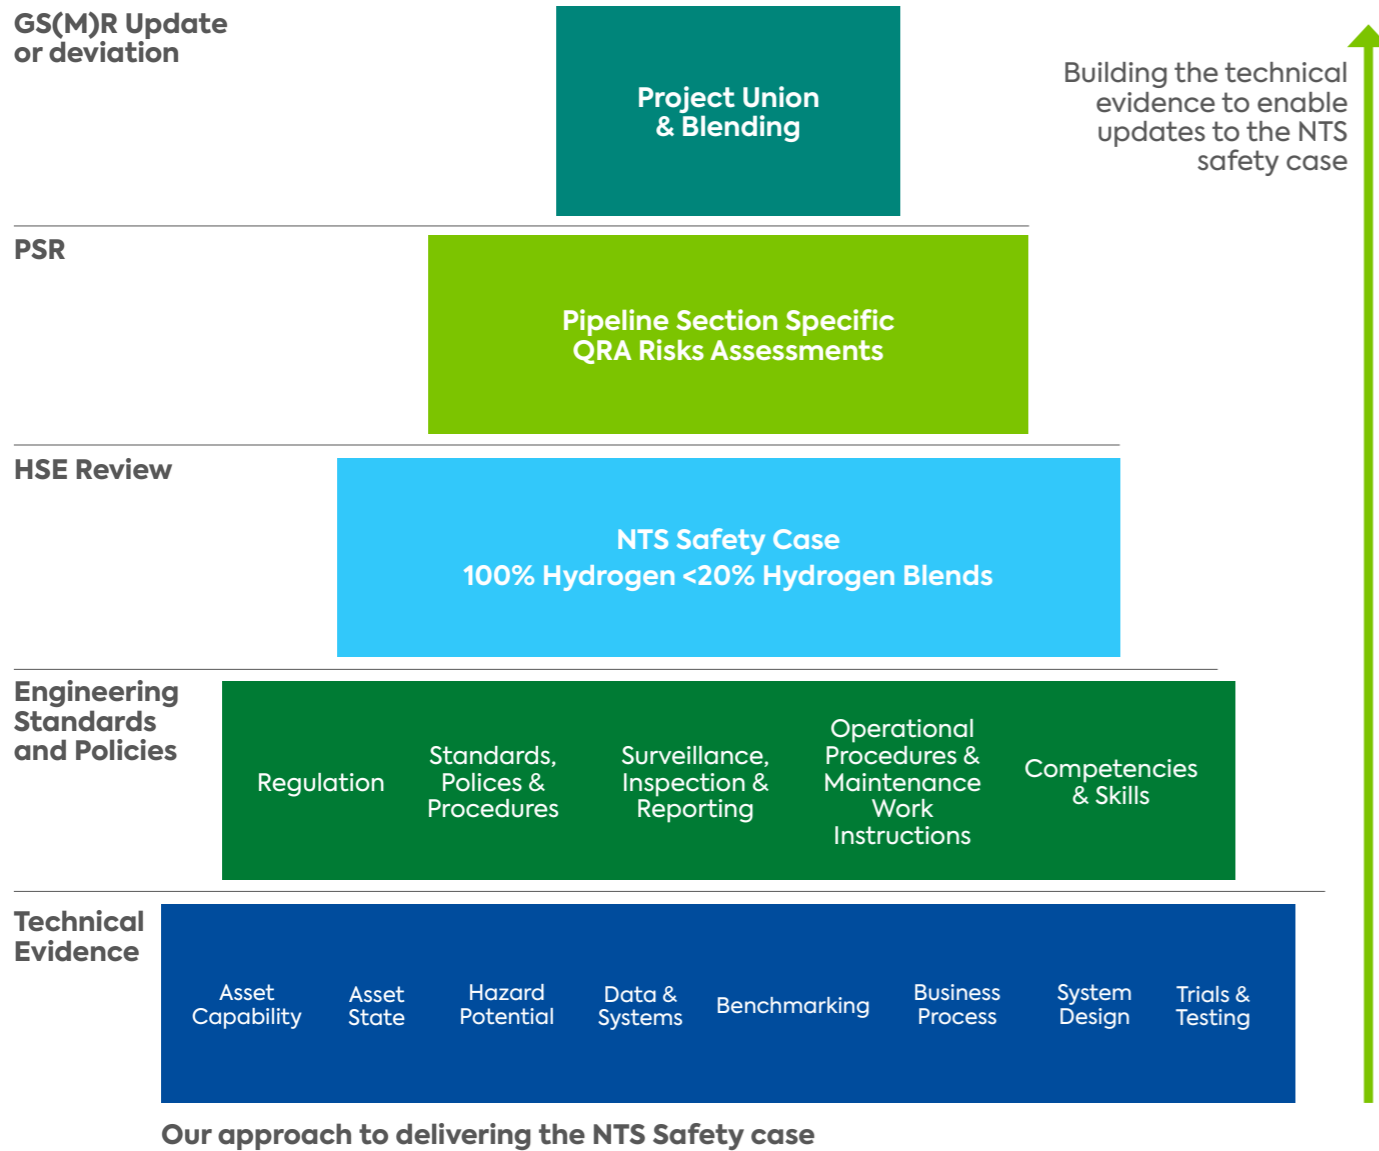 GS(M)R Update
or deviation
Project Union
& Blending
Building the technical
evidence to enable
updates to the NTS
safety case
PSR
Pipeline Section Specific
QRA Risks Assessments
HSE Review
NTS Safety Case
100% Hydrogen <20% Hydrogen Blends
Engineering
Standards
and Policies
Regulation
Standards,
Polices &
Procedures
Surveillance,
Inspection &
Reporting
Operational
Procedures &
Maintenance
Work
Instructions
Competencies
& Skills
Technical
Evidence
Asset
Capability
Asset
State
Hazard
Potential
Data &
Systems
Benchmarking
Business
Process
System
Design
Trials &
Testing
Our approach to delivering the NTS Safety case